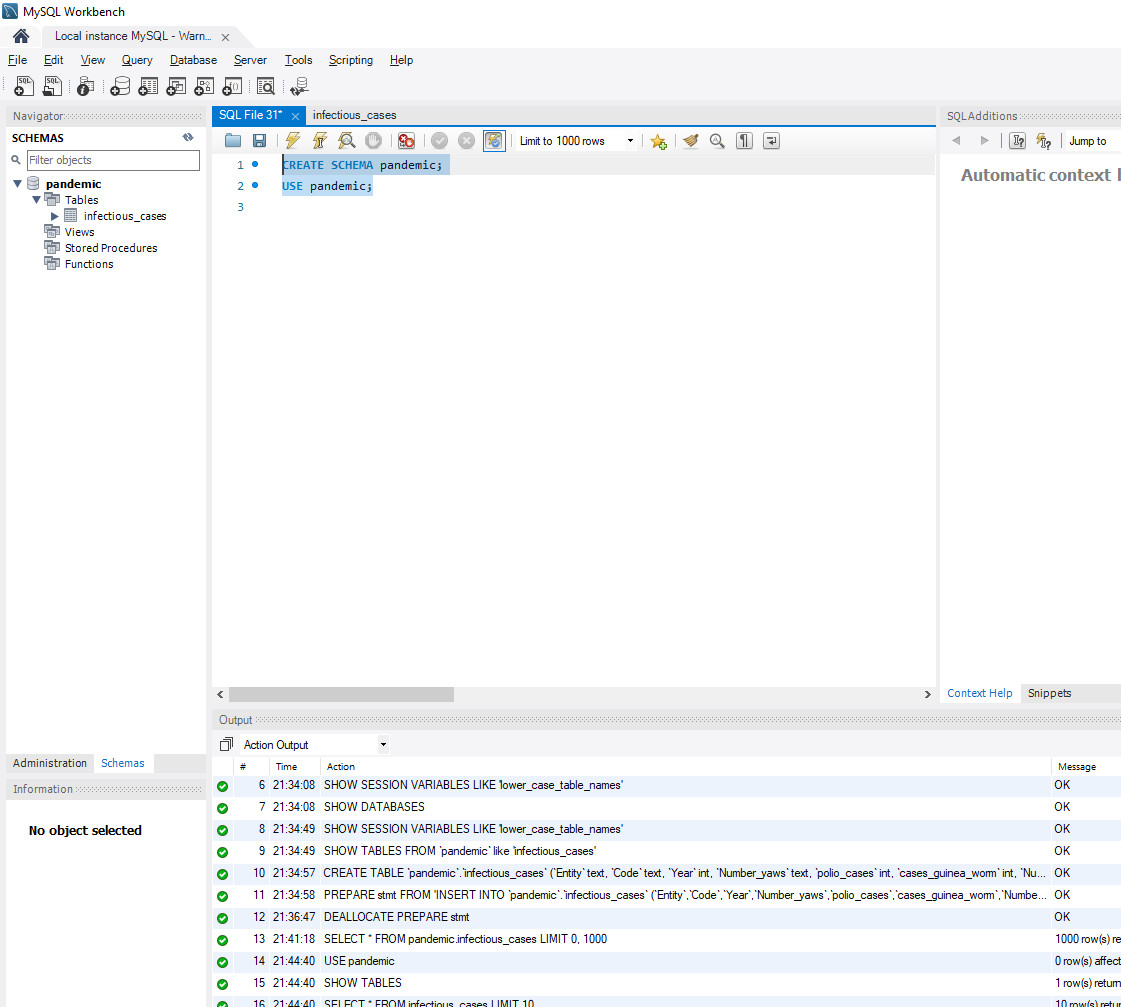 MySQL Workbench
Local instance MySQL - Warn...
File Edit View Query Database Server Tools Scripting Help
Navigator
SCHEMAS
Filter objects
pandemic
Tables
infectious_cases
Views
Stored Procedures
Functions
Administration Schemas
Information
No object selected
SQL File 31* infectious_cases
Limit to 1000 rows
1 CREATE SCHEMA pandemic;
2 USE pandemic;
3
SQLAdditions
Jump to
Automatic context
Context Help Snippets
Output
Action Output
# Time Action Message
6 21:34:08 SHOW SESSION VARIABLES LIKE 'lower_case_table_names' OK
7 21:34:08 SHOW DATABASES OK
8 21:34:49 SHOW SESSION VARIABLES LIKE 'lower_case_table_names' OK
9 21:34:49 SHOW TABLES FROM `pandemic` like 'infectious_cases' OK
10 21:34:57 CREATE TABLE `pandemic`.`infectious_cases` (`Entity` text, `Code` text, `Year` int, `Number_yaws` text, `polio_cases` int, `cases_guinea_worm` int, `Nu... OK
11 21:34:58 PREPARE stmt FROM 'INSERT INTO `pandemic`.`infectious_cases` (`Entity`,`Code`,`Year`,`Number_yaws`,`polio_cases`,`cases_guinea_worm`,`Numbe... OK
12 21:36:47 DEALLOCATE PREPARE stmt OK
13 21:41:18 SELECT * FROM pandemic.infectious_cases LIMIT 0, 1000 1000 row(s) re
14 21:44:40 USE pandemic 0 row(s) affect
15 21:44:40 SHOW TABLES 1 row(s) return
16 21:44:40 SELECT * FROM infectious_cases LIMIT 10 10 row(s) retur